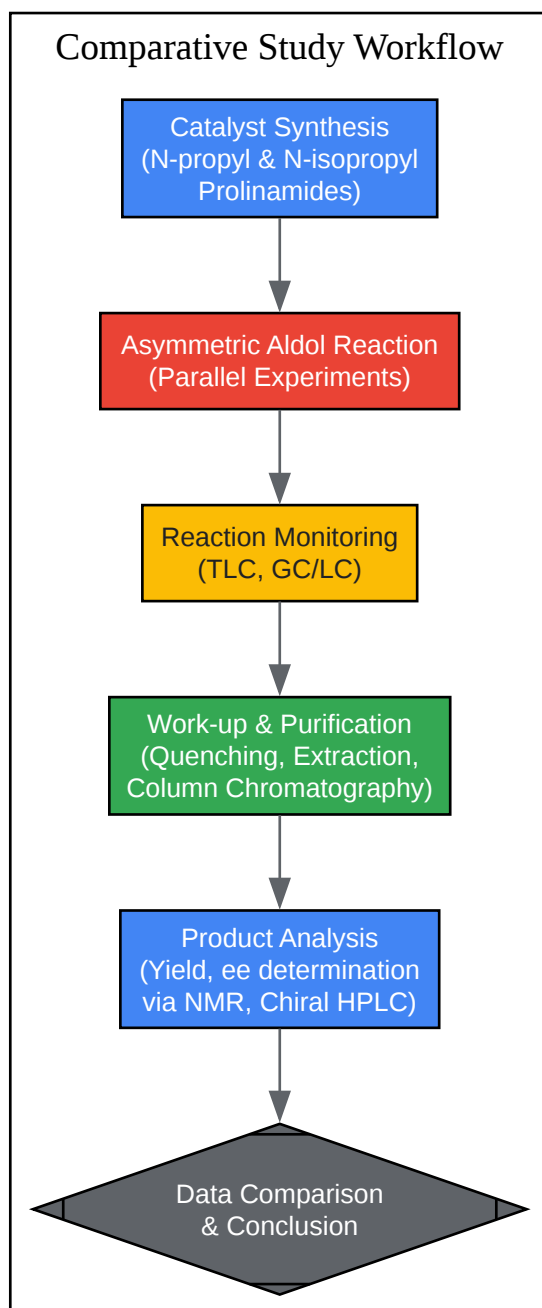 Comparative Study Workflow
Catalyst Synthesis
(N-propyl & N-isopropyl
Prolinamides)
Asymmetric Aldol Reaction
(Parallel Experiments)
Reaction Monitoring
(TLC, GC/LC)
Work-up & Purification
(Quenching, Extraction,
Column Chromatography)
Product Analysis
(Yield, ee determination
via NMR, Chiral HPLC)
Data Comparison
& Conclusion